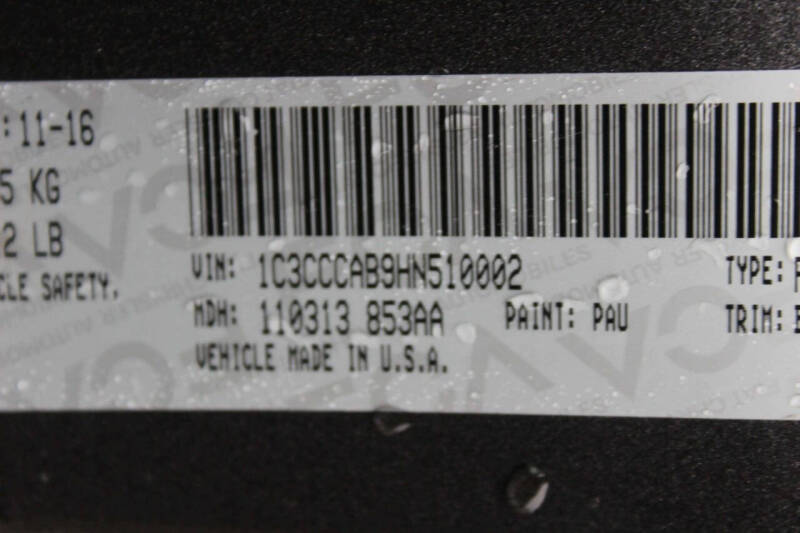 : 11-16
5 KG
2 LB
CLE SAFETY.
VIN: 1C3CCCAB9HN510002 TYPE:
MDH: 110313 853AA PAINT: PAU TRIM:
VEHICLE MADE IN U.S.A.